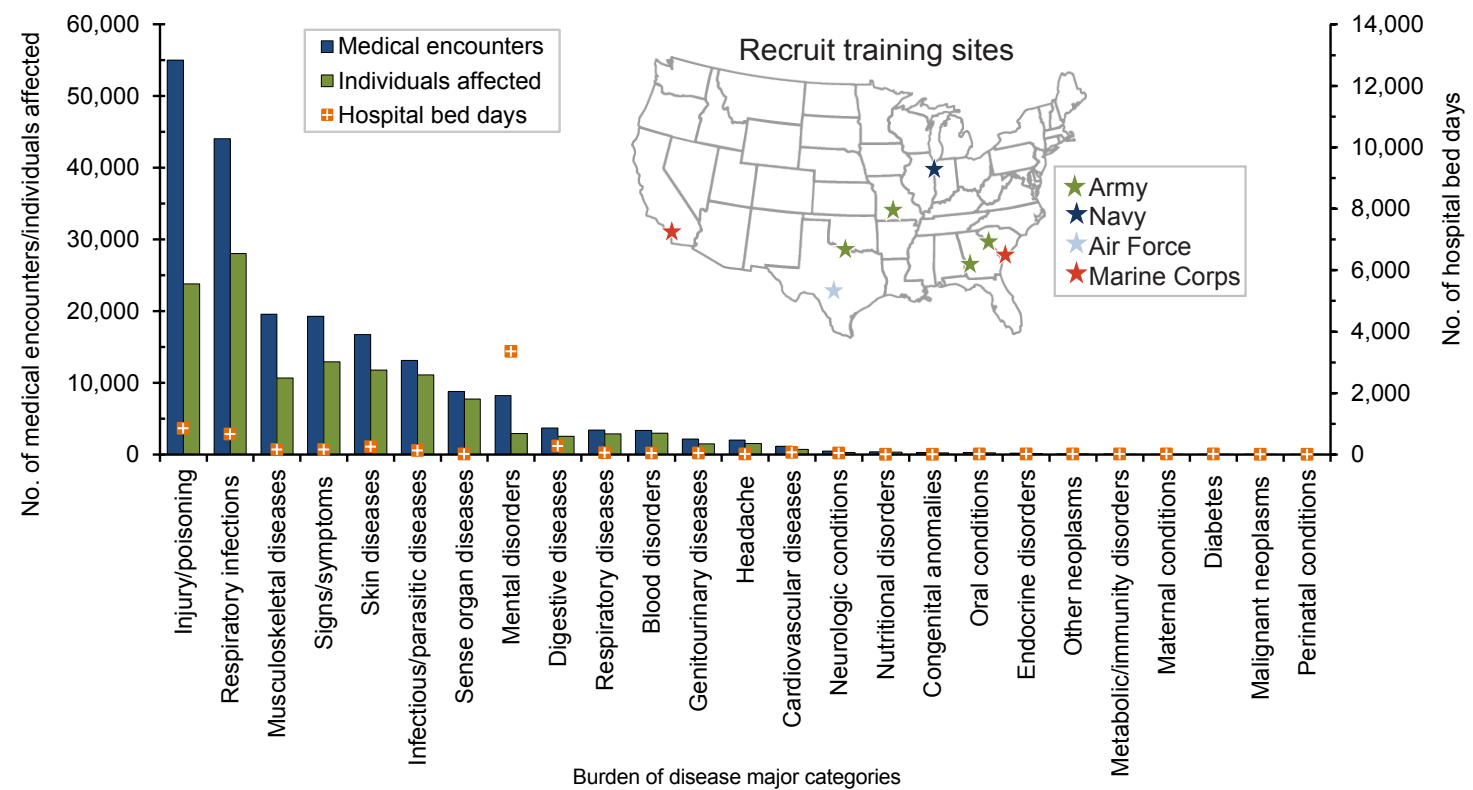 No. of medical encounters/individuals affected
60,000
50,000
40,000
30,000
20,000
10,000
0
Medical encounters
Individuals affected
Hospital bed days
Recruit training sites
Army
Navy
Air Force
Marine Corps
14,000
12,000
10,000
8,000
6,000
4,000
2,000
0
No. of hospital bed days
Injury/poisoning
Respiratory infections
Musculoskeletal diseases
Signs/symptoms
Skin diseases
Infectious/parasitic diseases
Sense organ diseases
Mental disorders
Digestive diseases
Respiratory diseases
Blood disorders
Genitourinary diseases
Headache
Cardiovascular diseases
Neurologic conditions
Nutritional disorders
Congenital anomalies
Oral conditions
Endocrine disorders
Other neoplasms
Metabolic/immunity disorders
Maternal conditions
Diabetes
Malignant neoplasms
Perinatal conditions
Burden of disease major categories